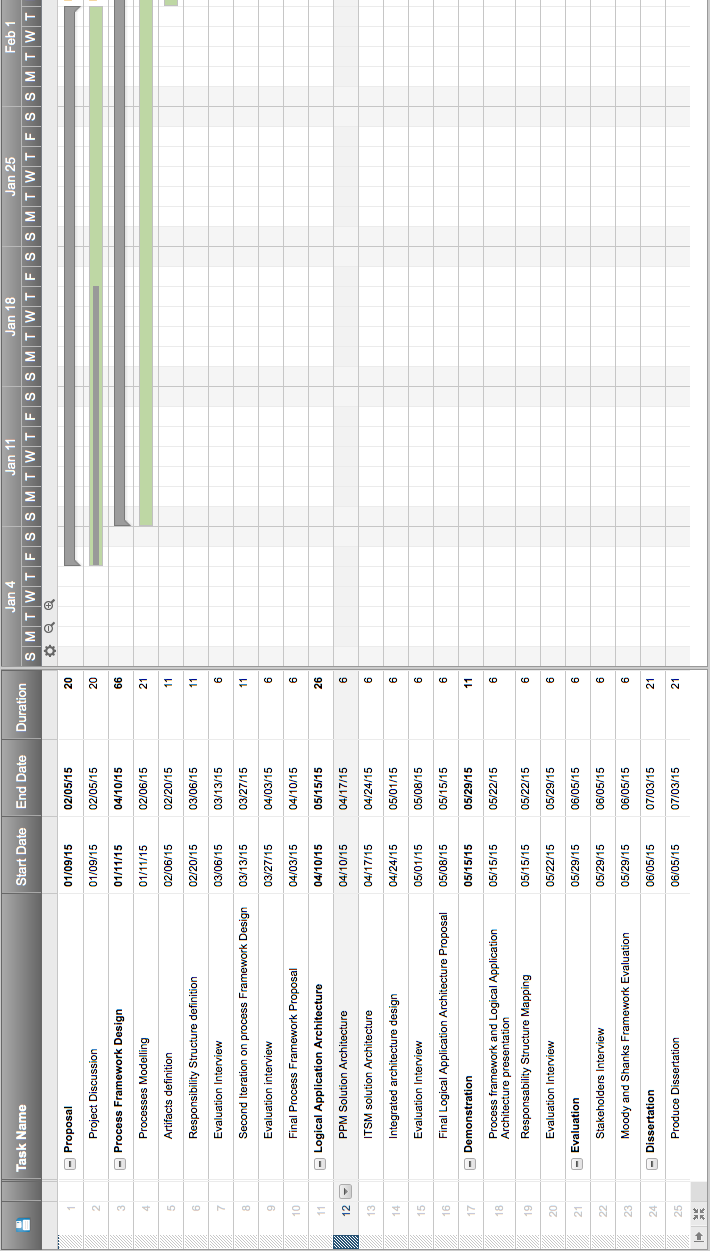 Task Name Start Date End Date Duration
Jan 4 Jan 11 Jan 18 Jan 25 Feb 1
S M T W T F S S M T W T F S S M T W T F S S M T W T F S S M T W T
1 Proposal 01/09/15 02/05/15 20
2 Project Discussion 01/09/15 02/05/15 20
3 Process Framework Design 01/11/15 04/10/15 66
4 Processes Modelling 01/11/15 02/06/15 21
5 Artifacts definition 02/06/15 02/20/15 11
6 Responsibility Structure definition 02/20/15 03/06/15 11
7 Evaluation Interview 03/06/15 03/13/15 6
8 Second Iteration on process Framework Design 03/13/15 03/27/15 11
9 Evaluation interview 03/27/15 04/03/15 6
10 Final Process Framework Proposal 04/03/15 04/10/15 6
11 Logical Application Architecture 04/10/15 05/15/15 26
12 PPM Solution Architecture 04/10/15 04/17/15 6
13 ITSM solution Architecture 04/17/15 04/24/15 6
14 Integrated architecture design 04/24/15 05/01/15 6
15 Evaluation Interview 05/01/15 05/08/15 6
16 Final Logical Application Architecture Proposal 05/08/15 05/15/15 6
17 Demonstration 05/15/15 05/29/15 11
18 Process framework and Logical Application 05/15/15 05/22/15 6
Architecture presentation
19 Responsability Structure Mapping 05/15/15 05/22/15 6
20 Evaluation Interview 05/22/15 05/29/15 6
21 Evaluation 05/29/15 06/05/15 6
22 Stakeholders Interview 05/29/15 06/05/15 6
23 Moody and Shanks Framework Evaluation 05/29/15 06/05/15 6
24 Dissertation 06/05/15 07/03/15 21
25 Produce Dissertation 06/05/15 07/03/15 21